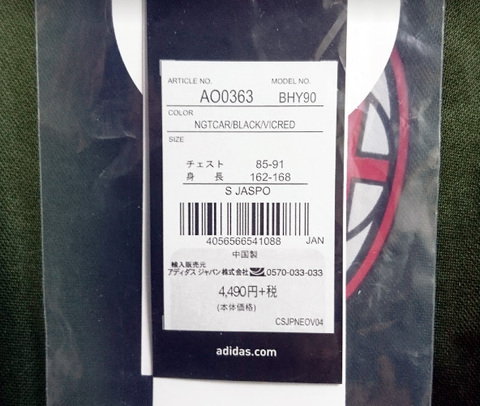 ARTICLE NO. MODEL NO.
AO0363 BHY90
COLOR
NGTCAR/BLACK/VICRED
SIZE
チェスト 85-91
身 長 162-168
S JASPO
4056566541088 JAN
中国製
輸入販売元
アディダス ジャパン株式会社 0570-033-033
4,490円+税
(本体価格)
CSJPNEOV04
adidas.com